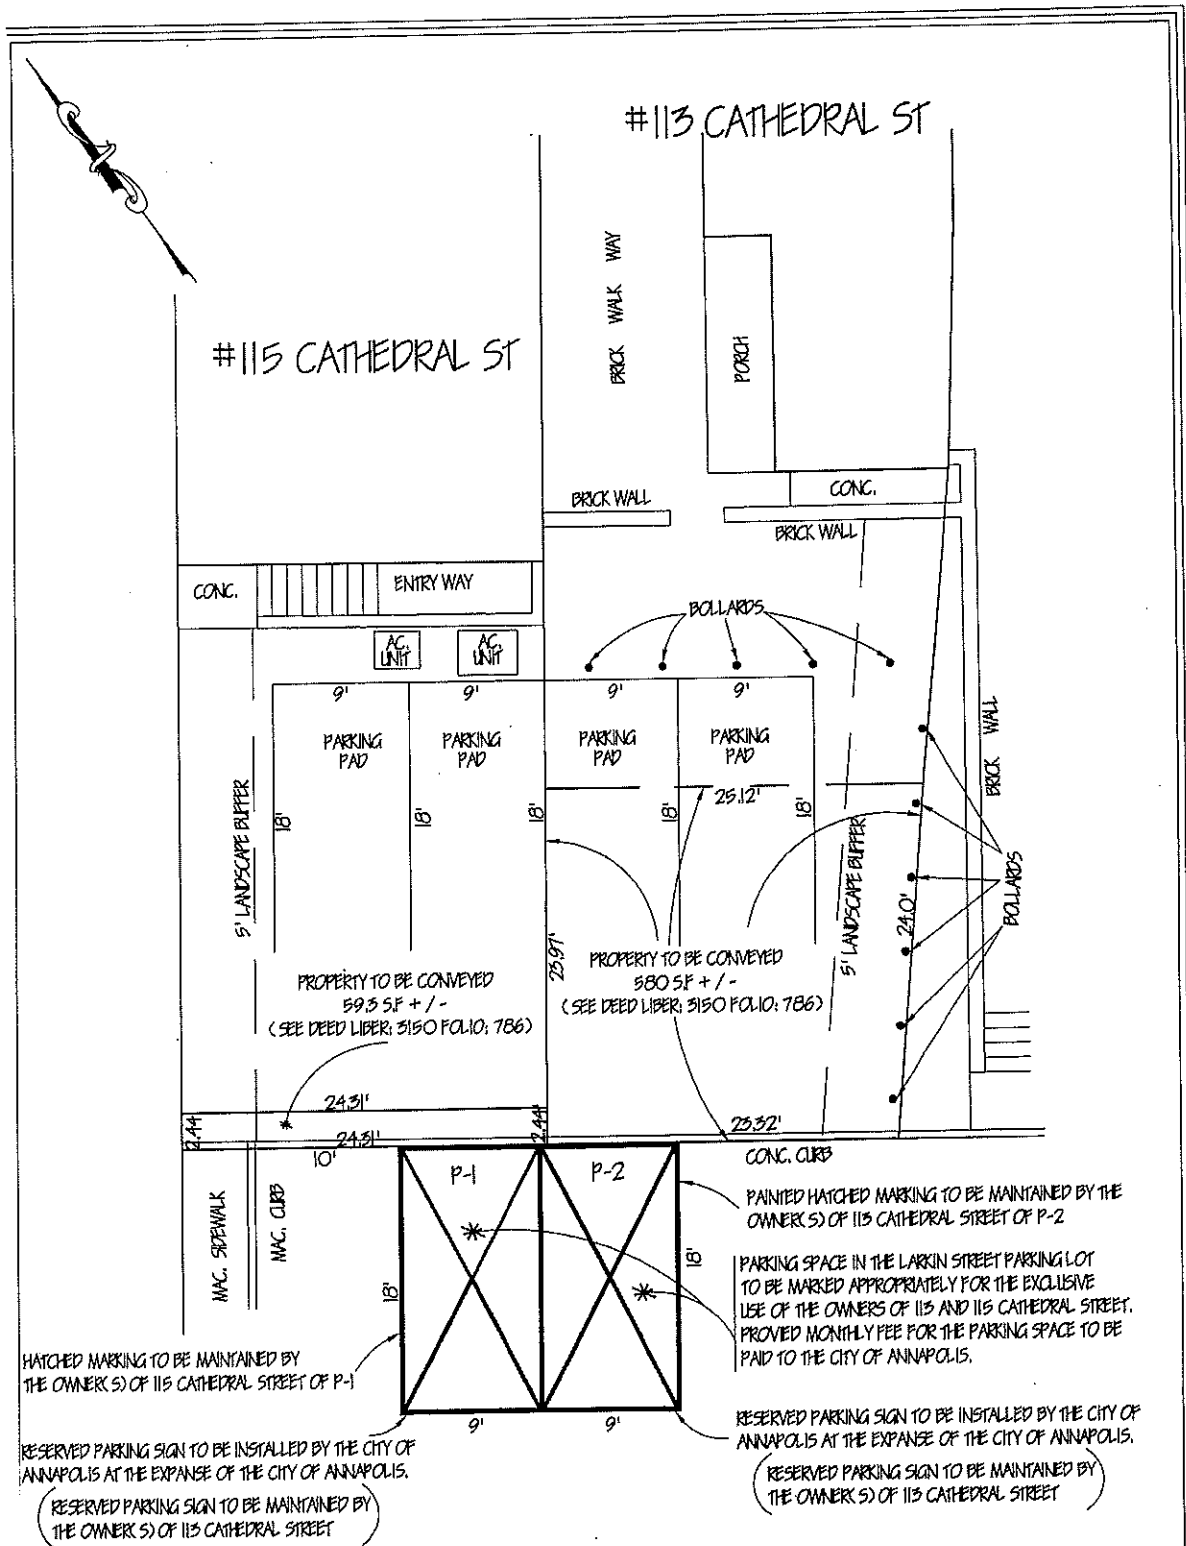 #113 CATHEDRAL ST
BRICK WALK WAY
PORCH
#115 CATHEDRAL ST
CONC.
BRICK WALL
BRICK WALL
CONC.
ENTRY WAY
BOLLARDS
AC.
UNIT
AC.
UNIT
9'
9'
9'
9'
PARKING
PAD
PARKING
PAD
PARKING
PAD
PARKING
PAD
BRICK WALL
25.12'
18'
18'
18'
18'
18'
5' LANDSCAPE BUFFER
5' LANDSCAPE BUFFER
24.0'
BOLLARDS
23.97'
PROPERTY TO BE CONVEYED
59.3 S.F + / -
( SEE DEED LIBER: 3150 FOLIO: 786)
PROPERTY TO BE CONVEYED
580 S.F + / -
( SEE DEED LIBER: 3150 FOLIO: 786)
24.31'
2.44
24.31'
2.44'
23.32'
10'
CONC. CURB
P-1
P-2
MAC. SIDEWALK
MAC. CURB
PAINTED HATCHED MARKING TO BE MAINTAINED BY THE
OWNER( S) OF 113 CATHEDRAL STREET OF P-2
18'
18'
PARKING SPACE IN THE LARKIN STREET PARKING LOT
TO BE MARKED APPROPRIATELY FOR THE EXCLUSIVE
USE OF THE OWNERS OF 113 AND 115 CATHEDRAL STREET.
PROVIED MONTHLY FEE FOR THE PARKING SPACE TO BE
PAID TO THE CITY OF ANNAPOLIS.
HATCHED MARKING TO BE MAINTAINED BY
THE OWNER( S) OF 115 CATHEDRAL STREET OF P-1
9'
9'
RESERVED PARKING SIGN TO BE INSTALLED BY THE CITY OF
ANNAPOLIS AT THE EXPANSE OF THE CITY OF ANNAPOLIS.
RESERVED PARKING SIGN TO BE INSTALLED BY THE CITY OF
ANNAPOLIS AT THE EXPANSE OF THE CITY OF ANNAPOLIS.
( RESERVED PARKING SIGN TO BE MAINTAINED BY
THE OWNER( S) OF 113 CATHEDRAL STREET )
( RESERVED PARKING SIGN TO BE MAINTAINED BY
THE OWNER( S) OF 113 CATHEDRAL STREET )